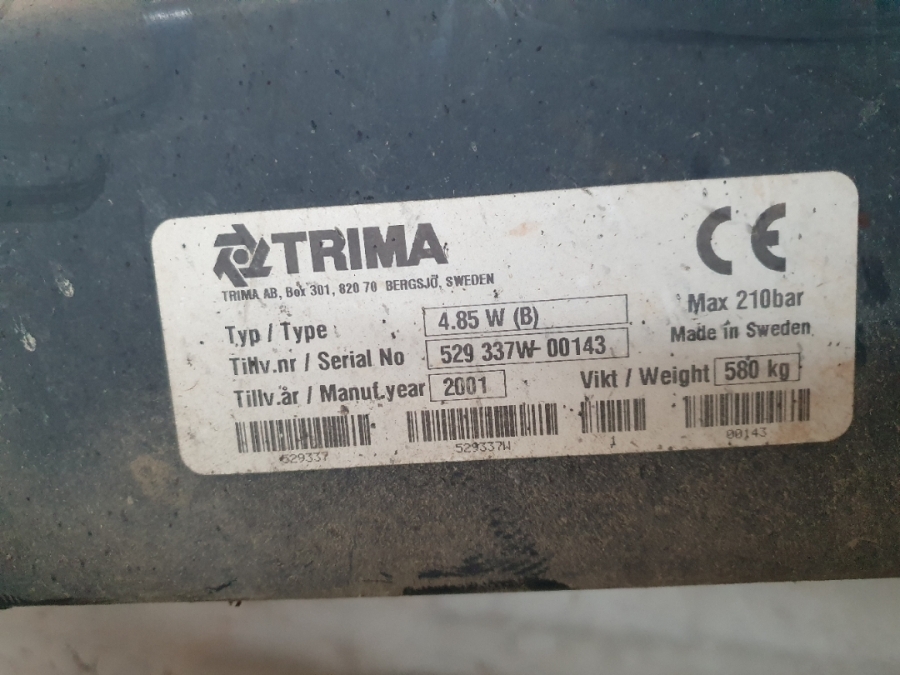 TRIMA
CE
TRIMA AB, Box 301, 820 70 BERGSJÖ, SWEDEN
Typ / Type 4.85 W (B) Max 210bar
Tillv.nr / Serial No 529 337W-00143 Made in Sweden
Tillv.år / Manuf.year 2001 Vikt / Weight 580 kg
529337 529337W 1 00143